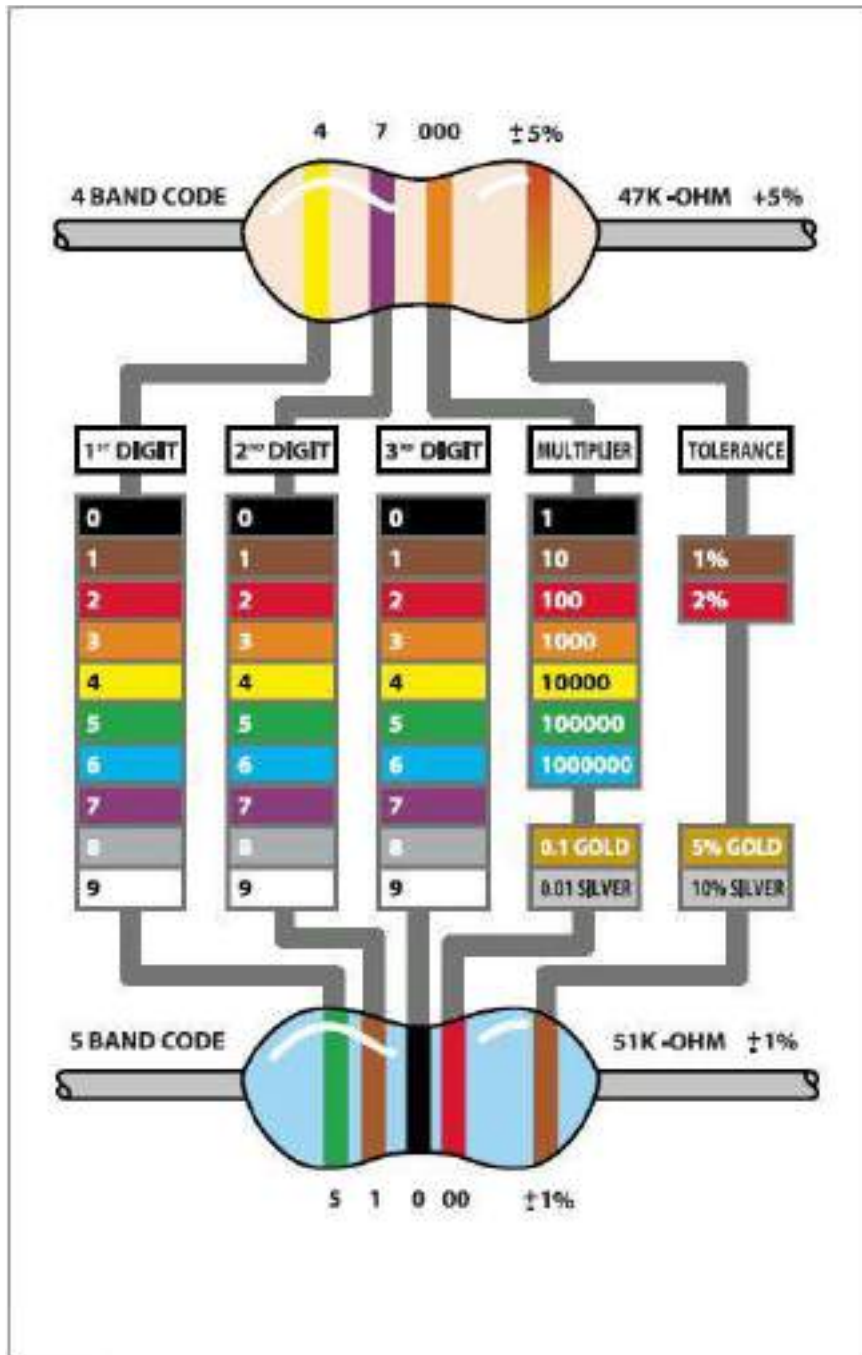 4 7 000 ±5%
4 BAND CODE 47K-OHM +5%
1ST DIGIT 2ND DIGIT 3RD DIGIT MULTIPLIER TOLERANCE
0 0 0 1
1 1 1 10 1%
2 2 2 100 2%
3 3 3 1000
4 4 4 10000
5 5 5 100000
6 6 6 1000000
7 7 7
8 8 8 0.1 GOLD 5% GOLD
9 9 9 0.01 SILVER 10% SILVER
5 BAND CODE 51K-OHM ±1%
5 1 0 00 ±1%